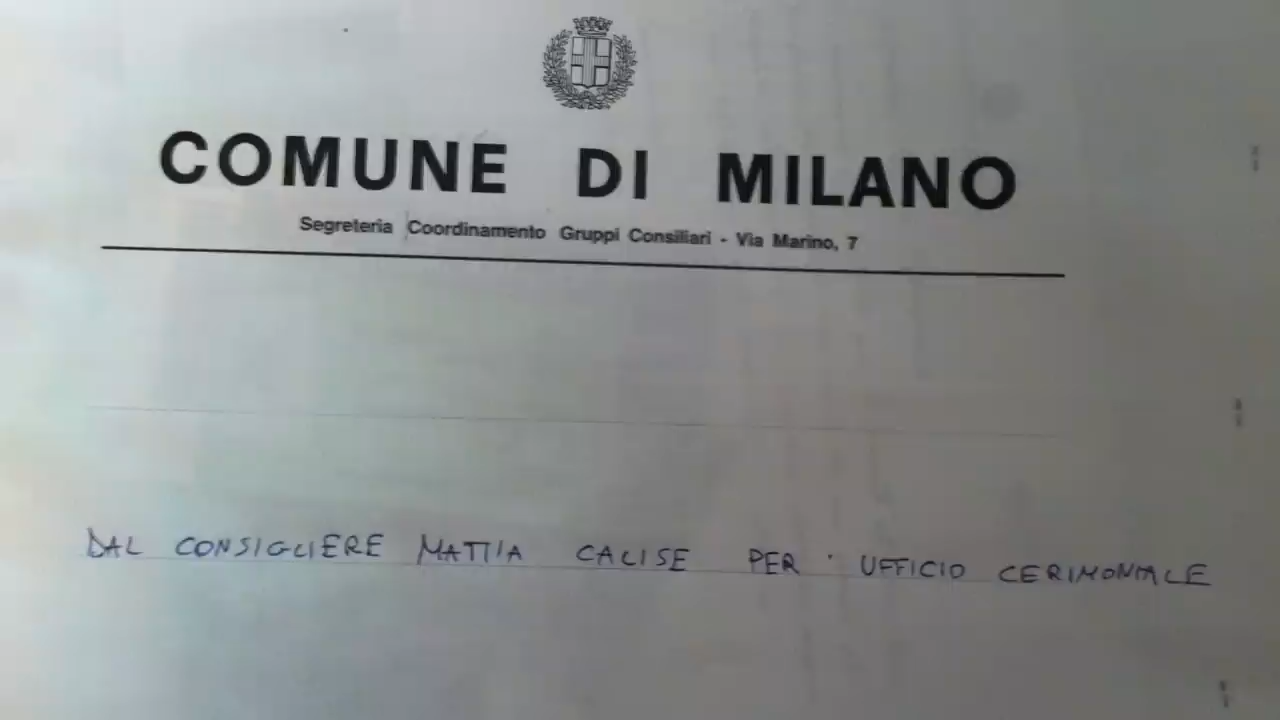 COMUNE DI MILANO
Segreteria Coordinamento Gruppi Consiliari - Via Marino, 7
DAL CONSIGLIERE MATTIA CALISE PER UFFICIO CERIMONIALE